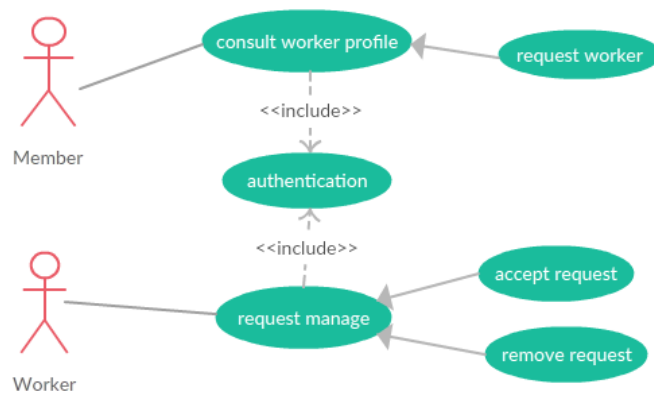 consult worker profile
request worker
<<include>>
Member
authentication
<<include>>
accept request
request manage
remove request
Worker